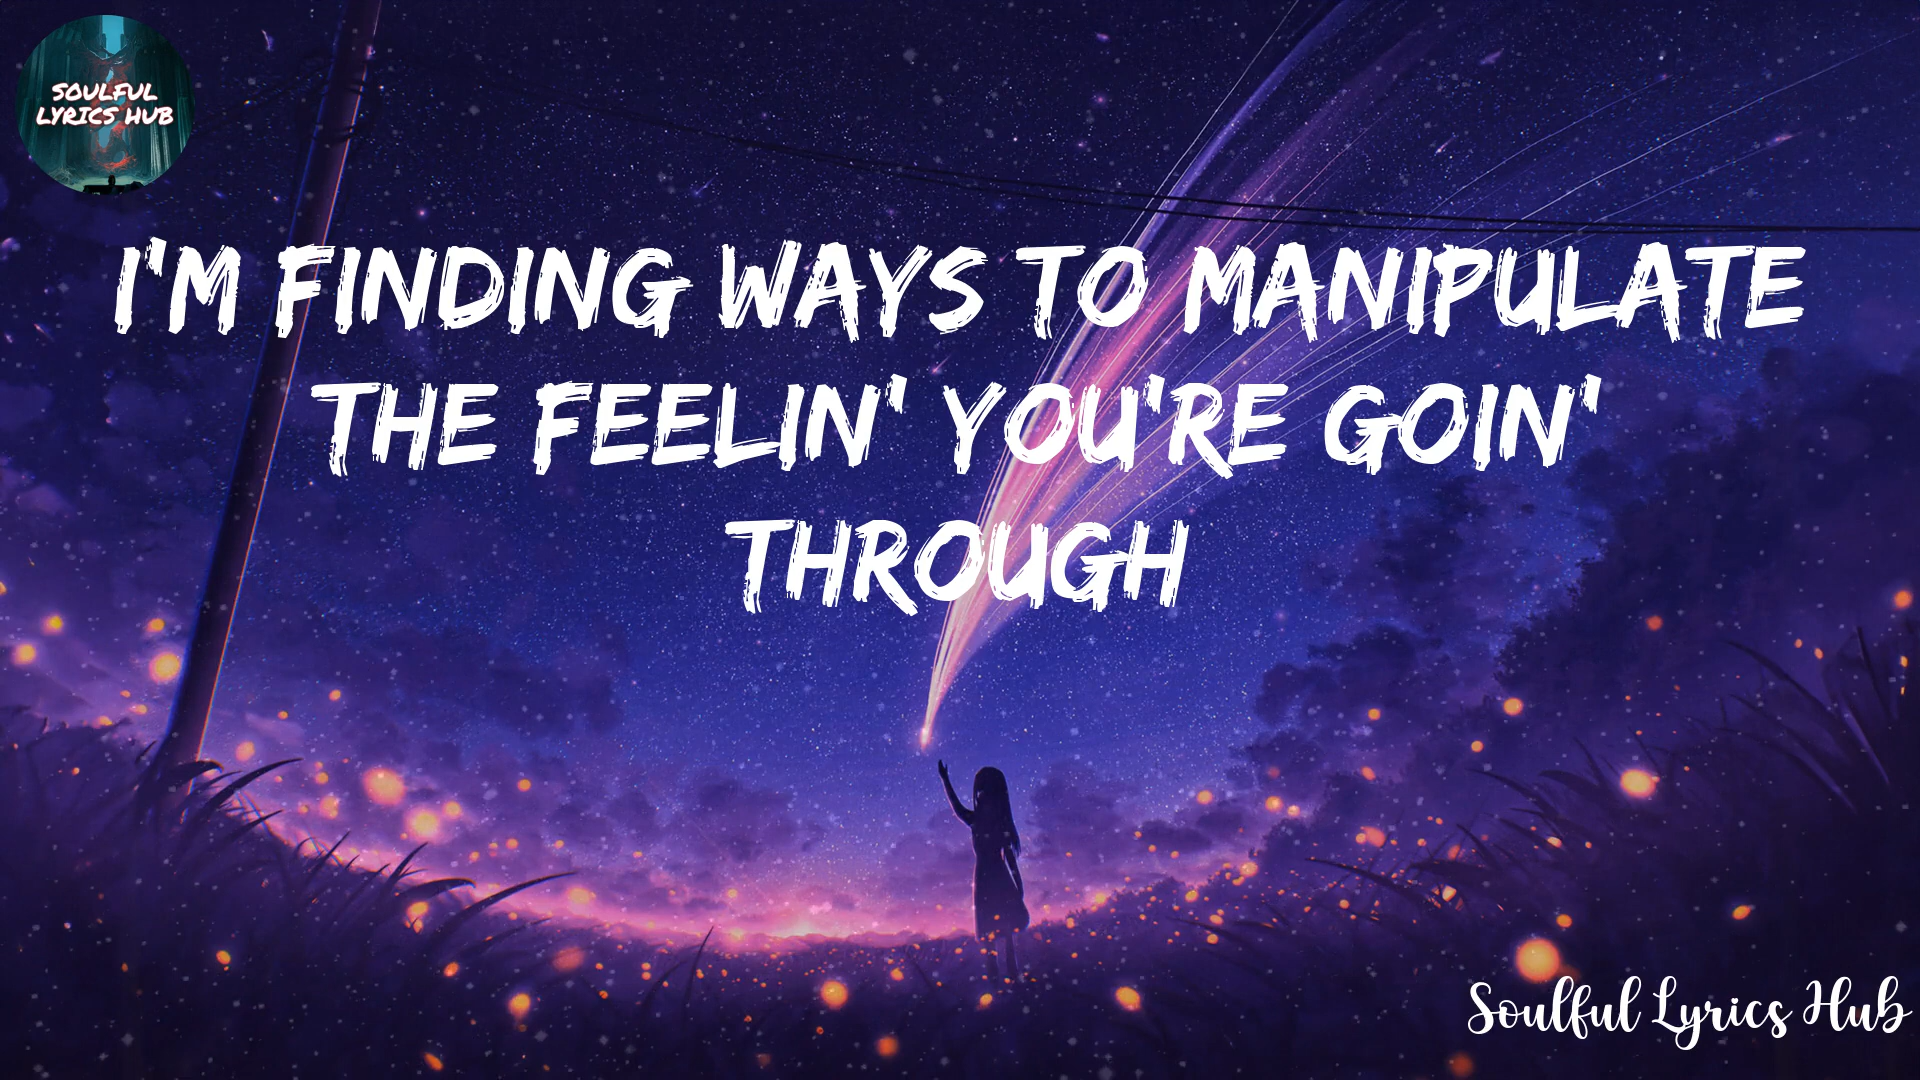 SOULFUL
LYRICS HUB
I'M FINDING WAYS TO MANIPULATE
THE FEELIN' YOU'RE GOIN'
THROUGH
Soulful Lyrics Hub